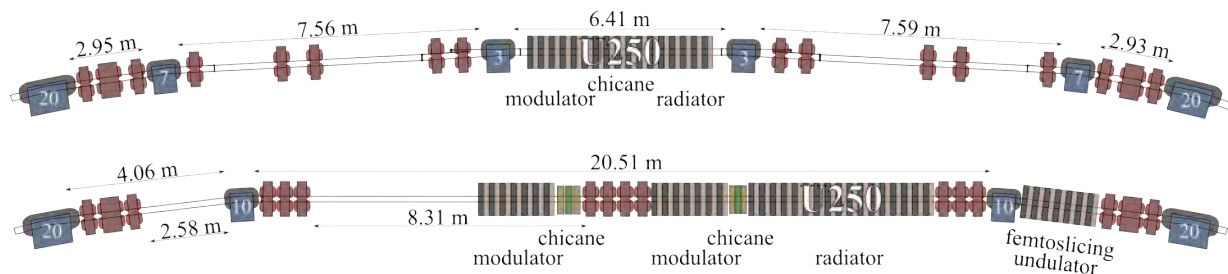 7.56 m
6.41 m
7.59 m
2.95 m
2.93 m
20
7
3
U250
3
7
20
chicane
modulator
radiator
20.51 m
4.06 m
20
10
U250
10
20
8.31 m
2.58 m
chicane
chicane
femtoslicing
modulator
modulator
radiator
undulator